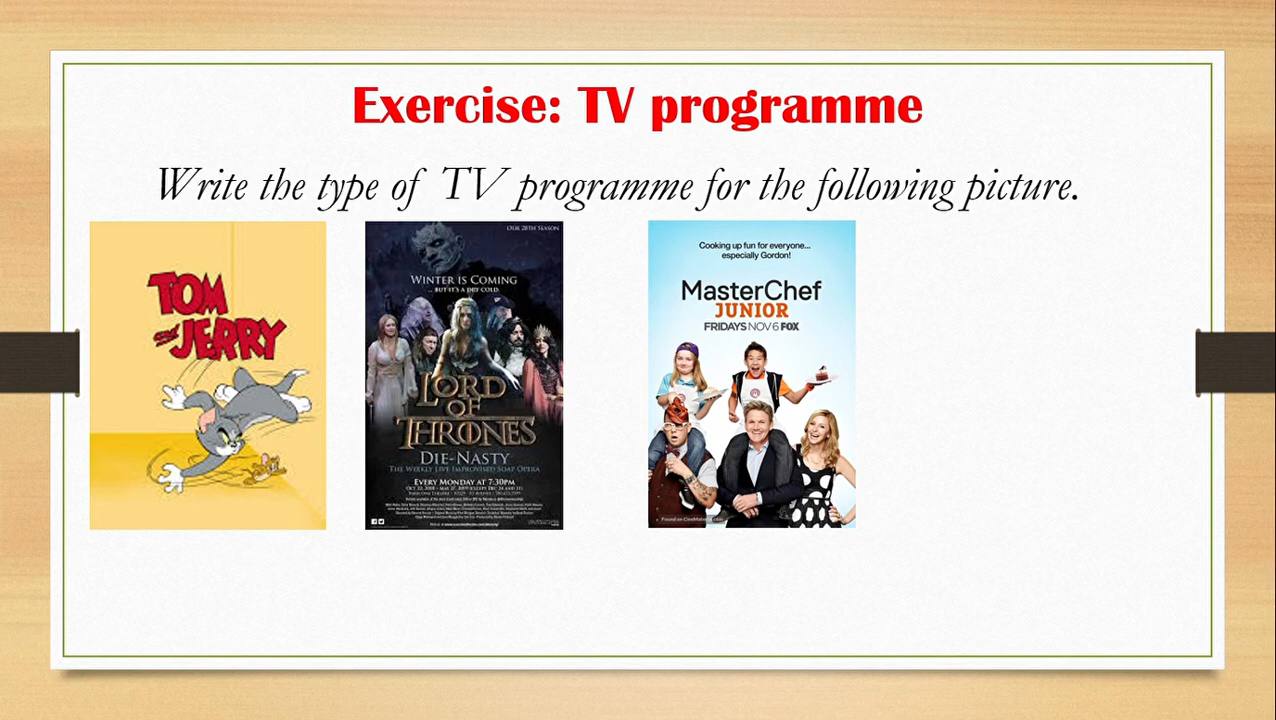 Exercise: TV programme
Write the type of TV programme for the following picture.
TOM
and JERRY
OUR 28TH SEASON
WINTER IS COMING
... BUT IT'S A DRY COLD.
LORD
OF
THRONES
DIE-NASTY
THE WEEKLY LIVE IMPROVISED SOAP OPERA
EVERY MONDAY AT 7:30PM
Cooking up fun for everyone...
especially Gordon!
MasterChef
JUNIOR
FRIDAYS NOV 6 FOX